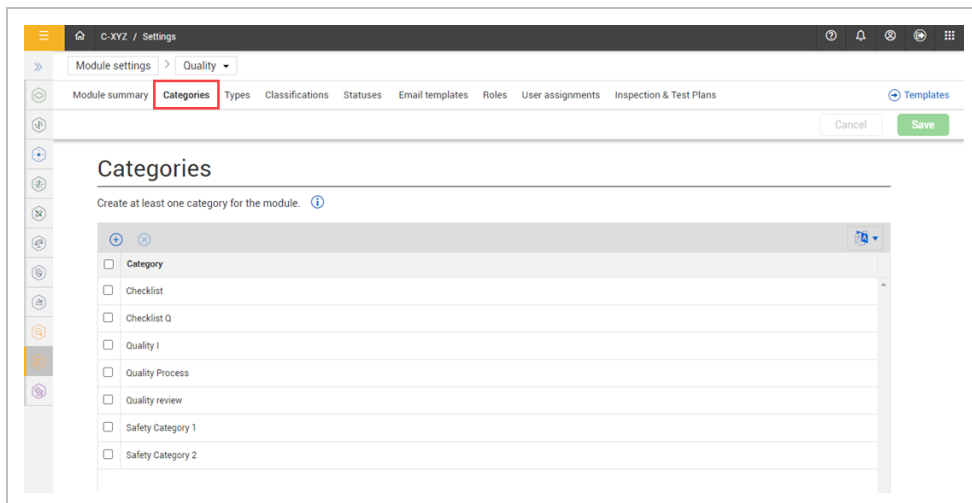 C-XYZ / Settings
Module settings > Quality
Module summary Categories Types Classifications Statuses Email templates Roles User assignments Inspection & Test Plans Templates
Cancel Save
Categories
Create at least one category for the module.
Category
Checklist
Checklist Q
Quality I
Quality Process
Quality review
Safety Category 1
Safety Category 2